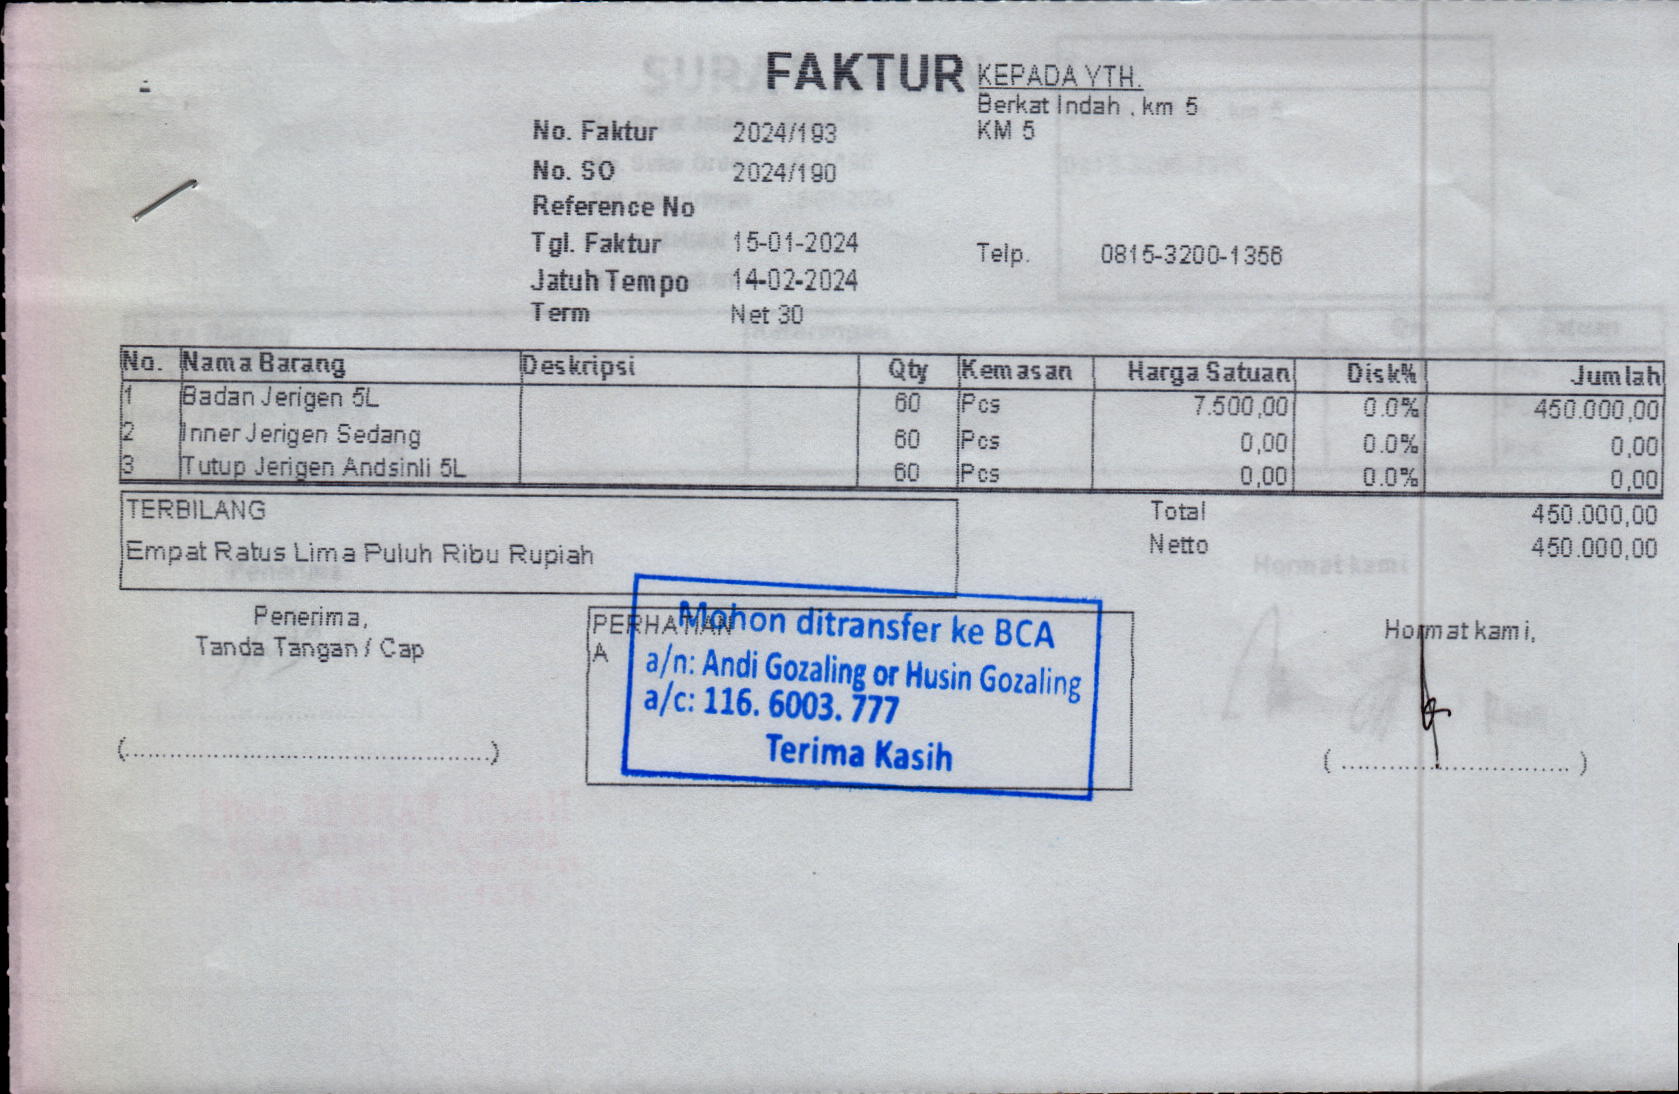 FAKTUR
KEPADA YTH.
Berkat Indah , km 5
KM 5
No. Faktur 2024/193
No. SO 2024/190
Reference No
Tgl. Faktur 15-01-2024
Telp. 0815-3200-1356
Jatuh Tempo 14-02-2024
Term Net 30
No. Nama Barang Deskripsi Qty Kemasan Harga Satuan Disk% Jumlah
1 Badan Jerigen 5L 60 Pcs 7.500,00 0.0% 450.000,00
2 Inner Jerigen Sedang 60 Pcs 0,00 0.0% 0,00
3 Tutup Jerigen Andsinli 5L 60 Pcs 0,00 0.0% 0,00
TERBILANG
Empat Ratus Lima Puluh Ribu Rupiah
Total 450.000,00
Netto 450.000,00
Penerima,
Tanda Tangan / Cap
(................................................)
PERHATIAN
A
Mohon ditransfer ke BCA
a/n: Andi Gozaling or Husin Gozaling
a/c: 116. 6003. 777
Terima Kasih
Hormat kami,
( .............................. )